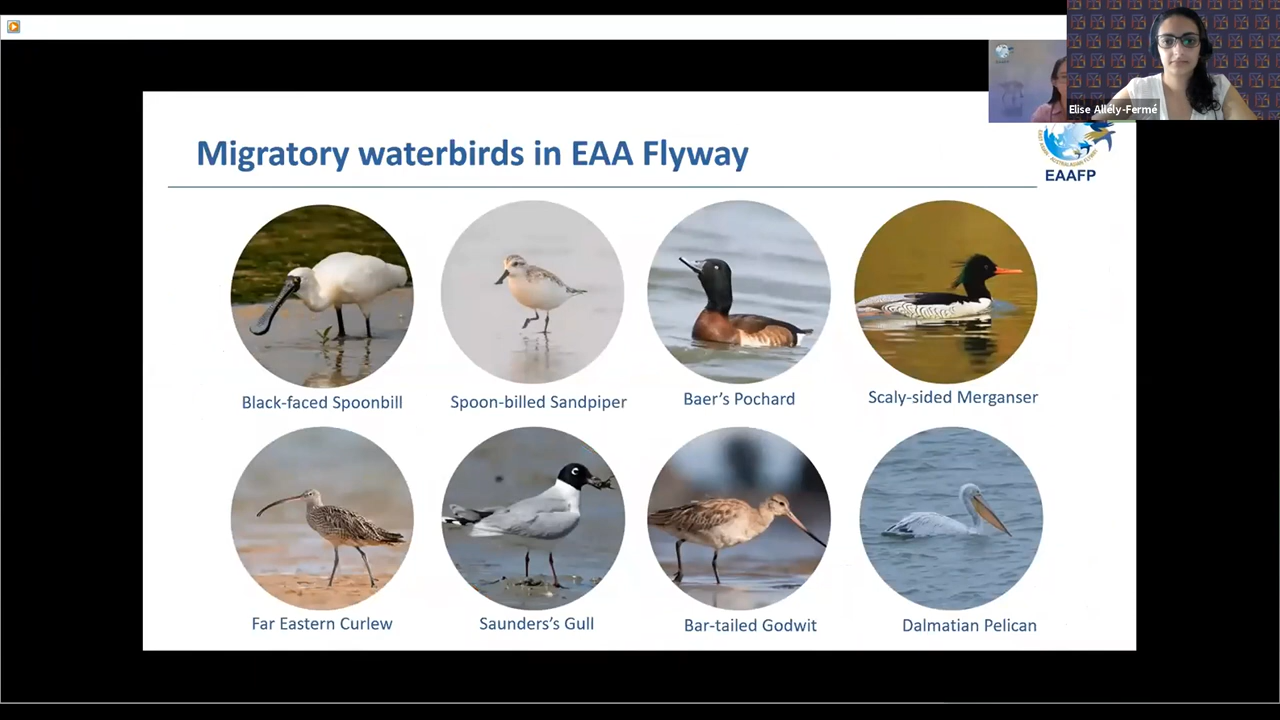 Elise Allély-Fermé
Migratory waterbirds in EAA Flyway
EAAFP
Black-faced Spoonbill
Spoon-billed Sandpiper
Baer's Pochard
Scaly-sided Merganser
Far Eastern Curlew
Saunders's Gull
Bar-tailed Godwit
Dalmatian Pelican